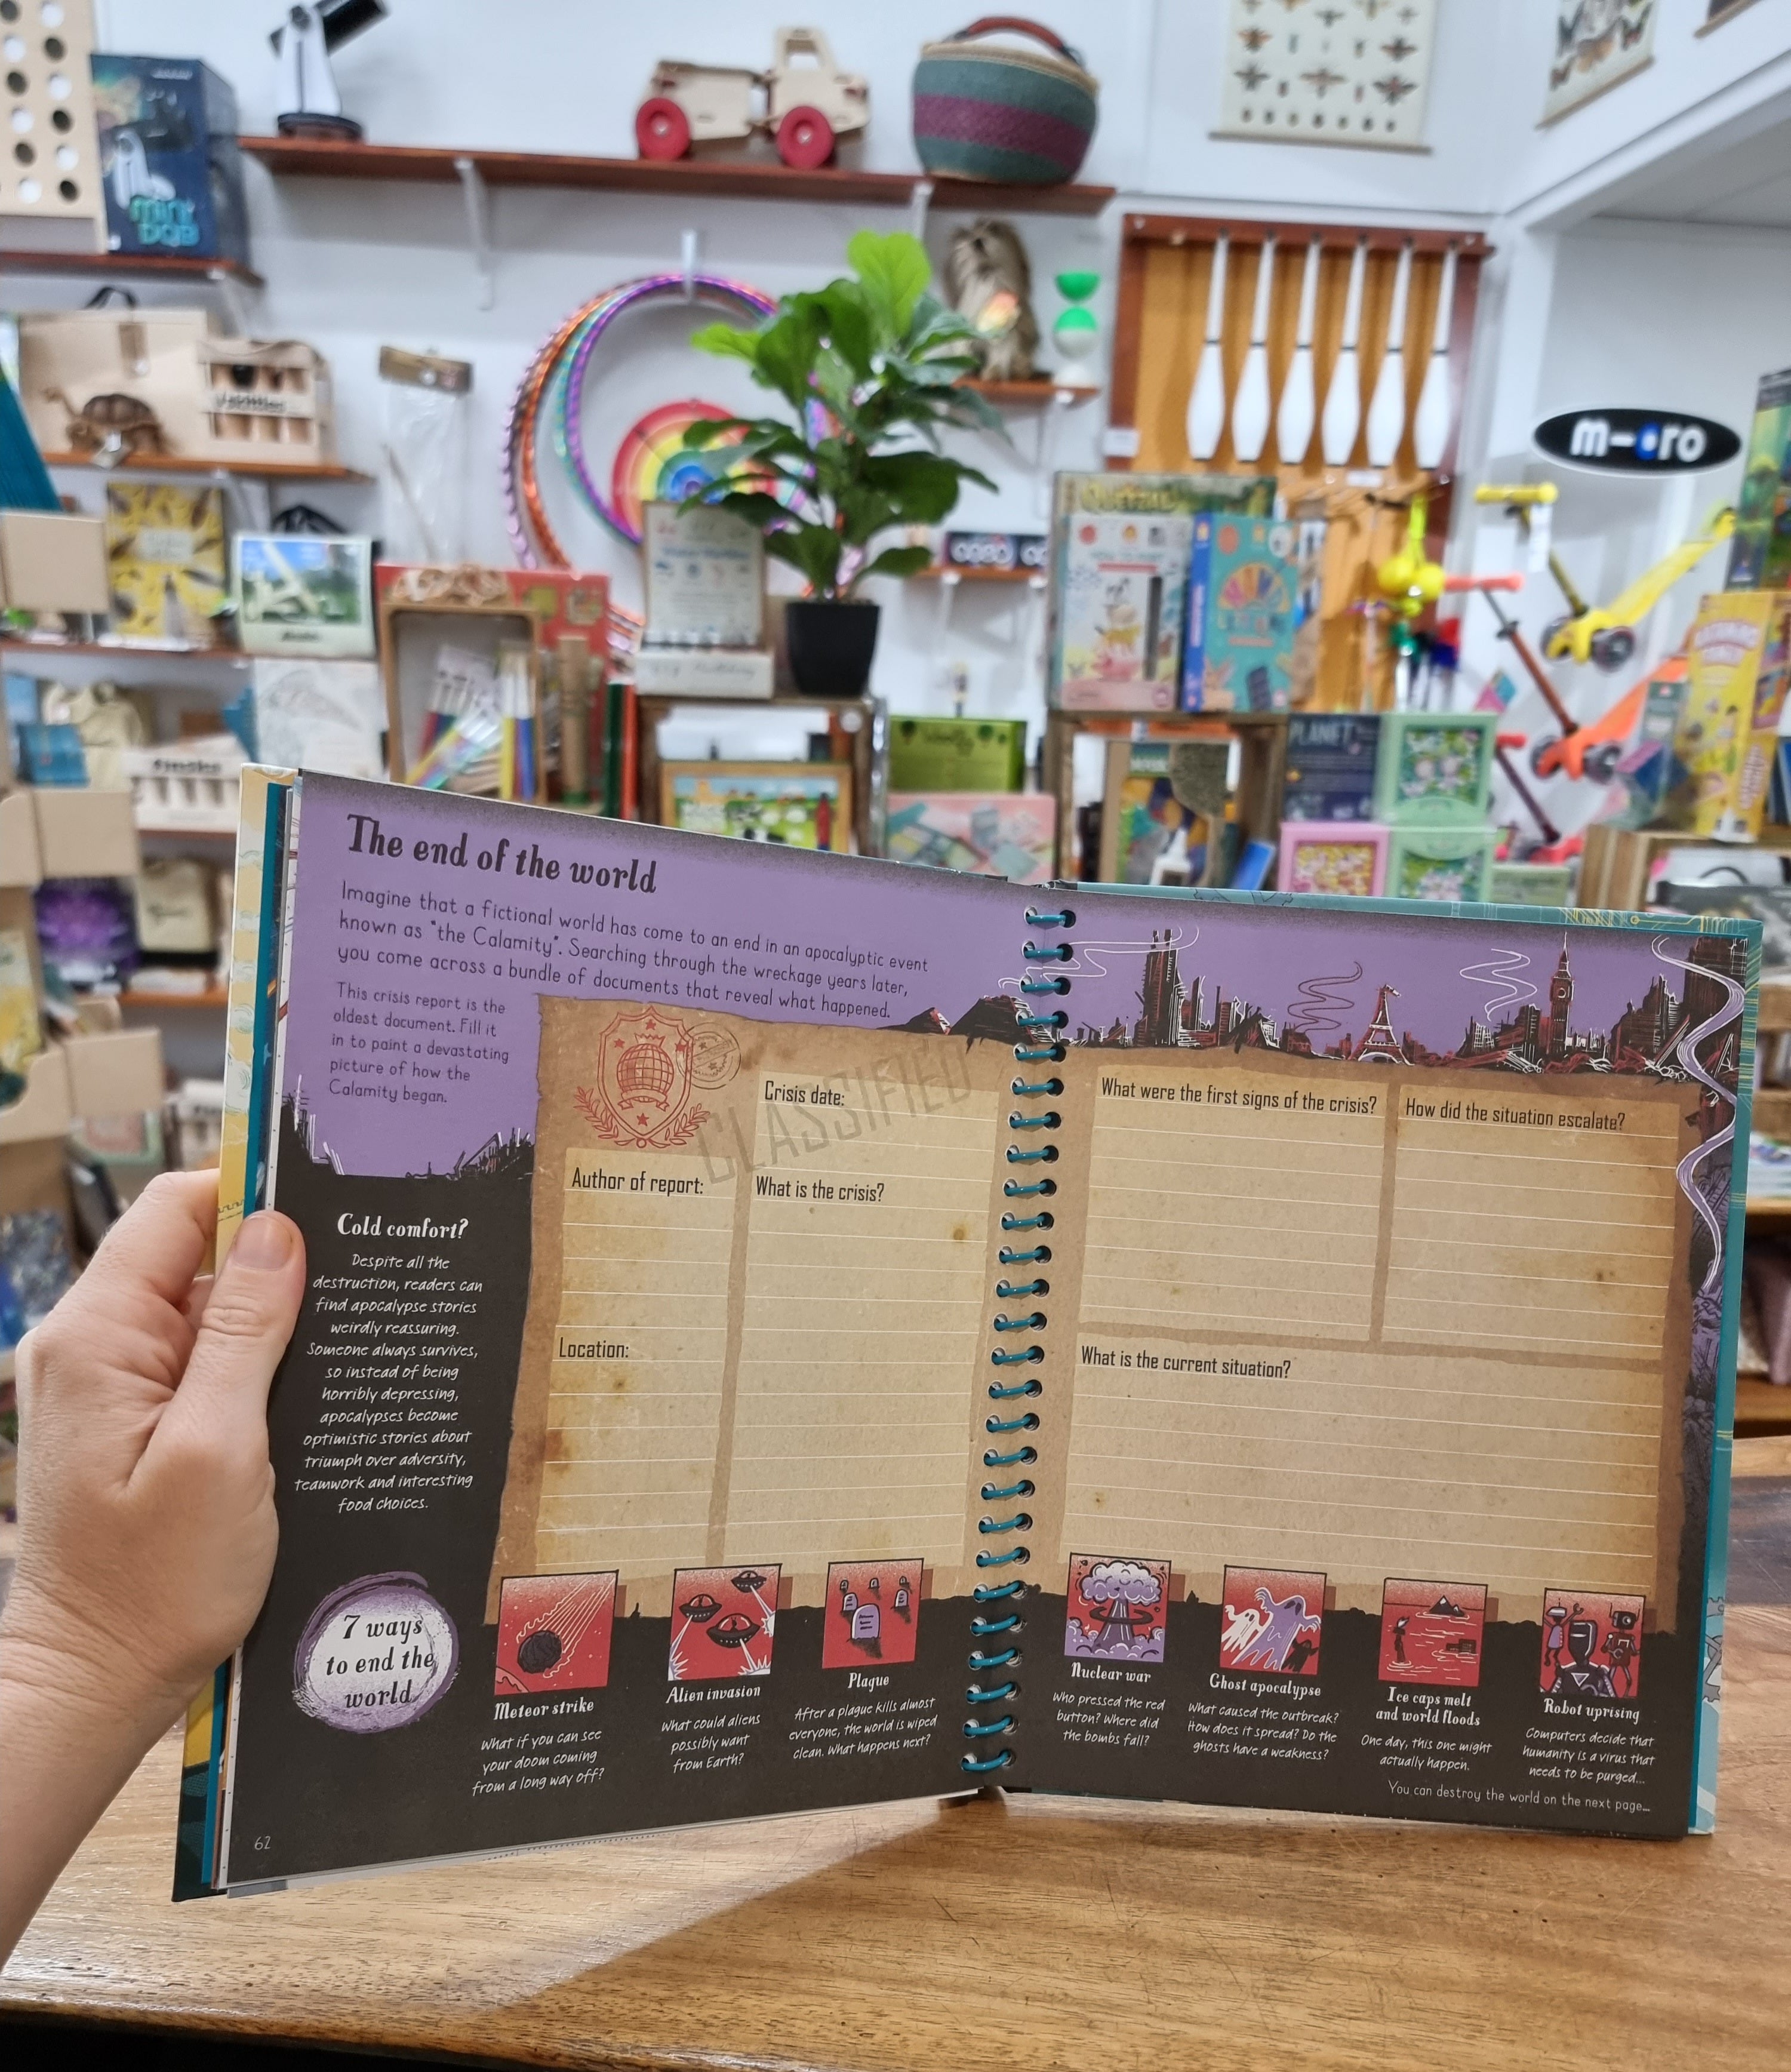 The end of the world
Imagine that a fictional world has come to an end in an apocalyptic event
known as "the Calamity". Searching through the wreckage years later,
you come across a bundle of documents that reveal what happened.
This crisis report is the
oldest document. Fill it
in to paint a devastating
picture of how the
Calamity began.
CLASSIFIED
Crisis date:
Author of report:
What is the crisis?
Location:
What were the first signs of the crisis?
How did the situation escalate?
What is the current situation?
Cold comfort?
Despite all the
destruction, readers can
find apocalypse stories
weirdly reassuring.
Someone always survives,
so instead of being
horribly depressing,
apocalypses become
optimistic stories about
triumph over adversity,
teamwork and interesting
food choices.
7 ways
to end the
world
Meteor strike
What if you can see
your doom coming
from a long way off?
Alien invasion
What could aliens
possibly want
from Earth?
Plague
After a plague kills almost
everyone, the world is wiped
clean. What happens next?
Nuclear war
Who pressed the red
button? Where did
the bombs fall?
Ghost apocalypse
What caused the outbreak?
How does it spread? Do the
ghosts have a weakness?
Ice caps melt
and world floods
One day, this one might
actually happen.
Robot uprising
Computers decide that
humanity is a virus that
needs to be purged...
You can destroy the world on the next page...
62
PLANET